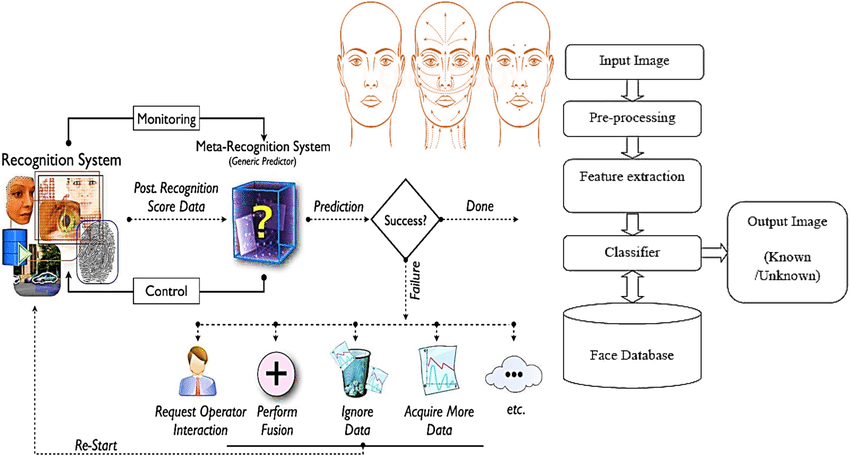 Monitoring
Meta-Recognition System
(Generic Predictor)
Recognition System
Post. Recognition
Score Data
?
Prediction
Success?
Done
Control
Failure
Request Operator
Interaction
Perform
Fusion
Ignore
Data
Acquire More
Data
etc.
Re-Start
Input Image
Pre-processing
Feature extraction
Classifier
Output Image
(Known
/Unknown)
Face Database